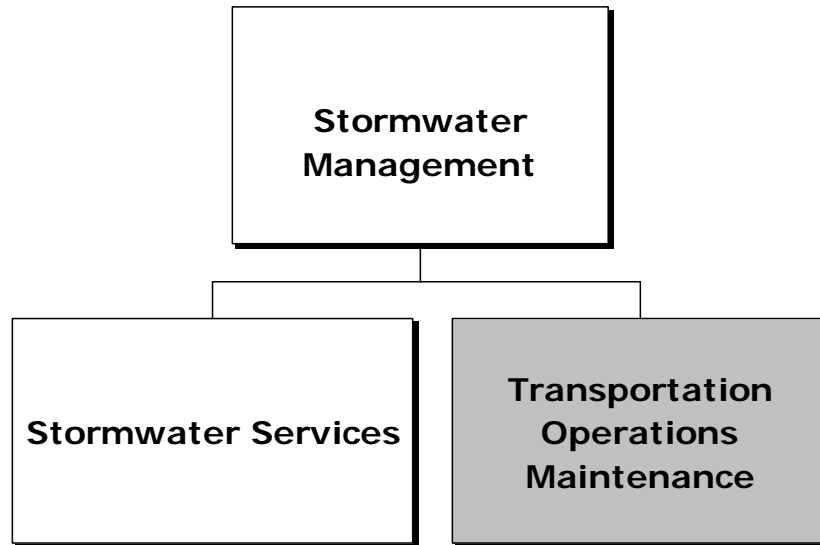 Stormwater
Management
Stormwater Services
Transportation
Operations
Maintenance